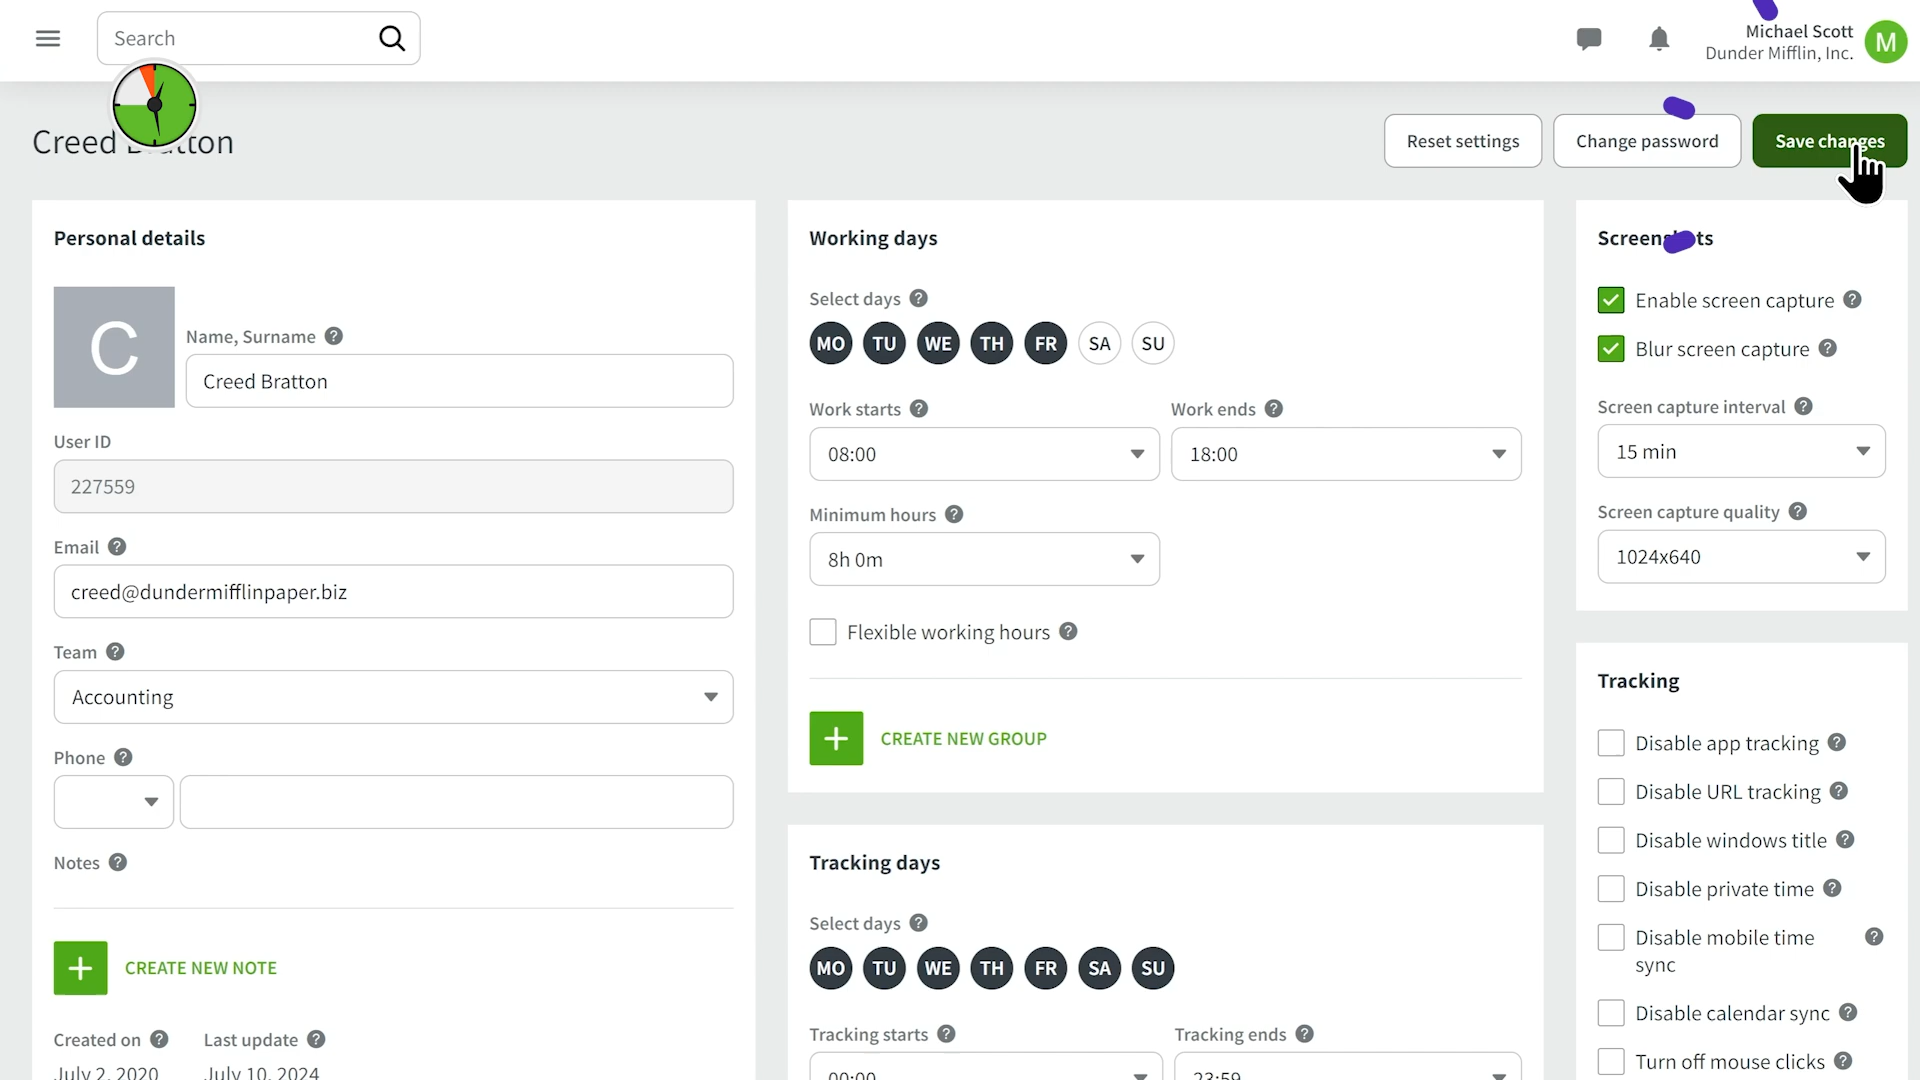 Search
Michael Scott
Dunder Mifflin, Inc.
M
Creed Bratton
Reset settings
Change password
Save changes
Personal details
C
Name, Surname
Creed Bratton
User ID
227559
Email
creed@dundermifflinpaper.biz
Team
Accounting
Phone
Notes
CREATE NEW NOTE
Created on
Last update
July 2, 2020
July 10, 2024
Working days
Select days
MO TU WE TH FR SA SU
Work starts
Work ends
08:00
18:00
Minimum hours
8h 0m
Flexible working hours
CREATE NEW GROUP
Tracking days
Select days
MO TU WE TH FR SA SU
Tracking starts
Tracking ends
00:00
23:59
Screenshots
Enable screen capture
Blur screen capture
Screen capture interval
15 min
Screen capture quality
1024x640
Tracking
Disable app tracking
Disable URL tracking
Disable windows title
Disable private time
Disable mobile time
sync
Disable calendar sync
Turn off mouse clicks